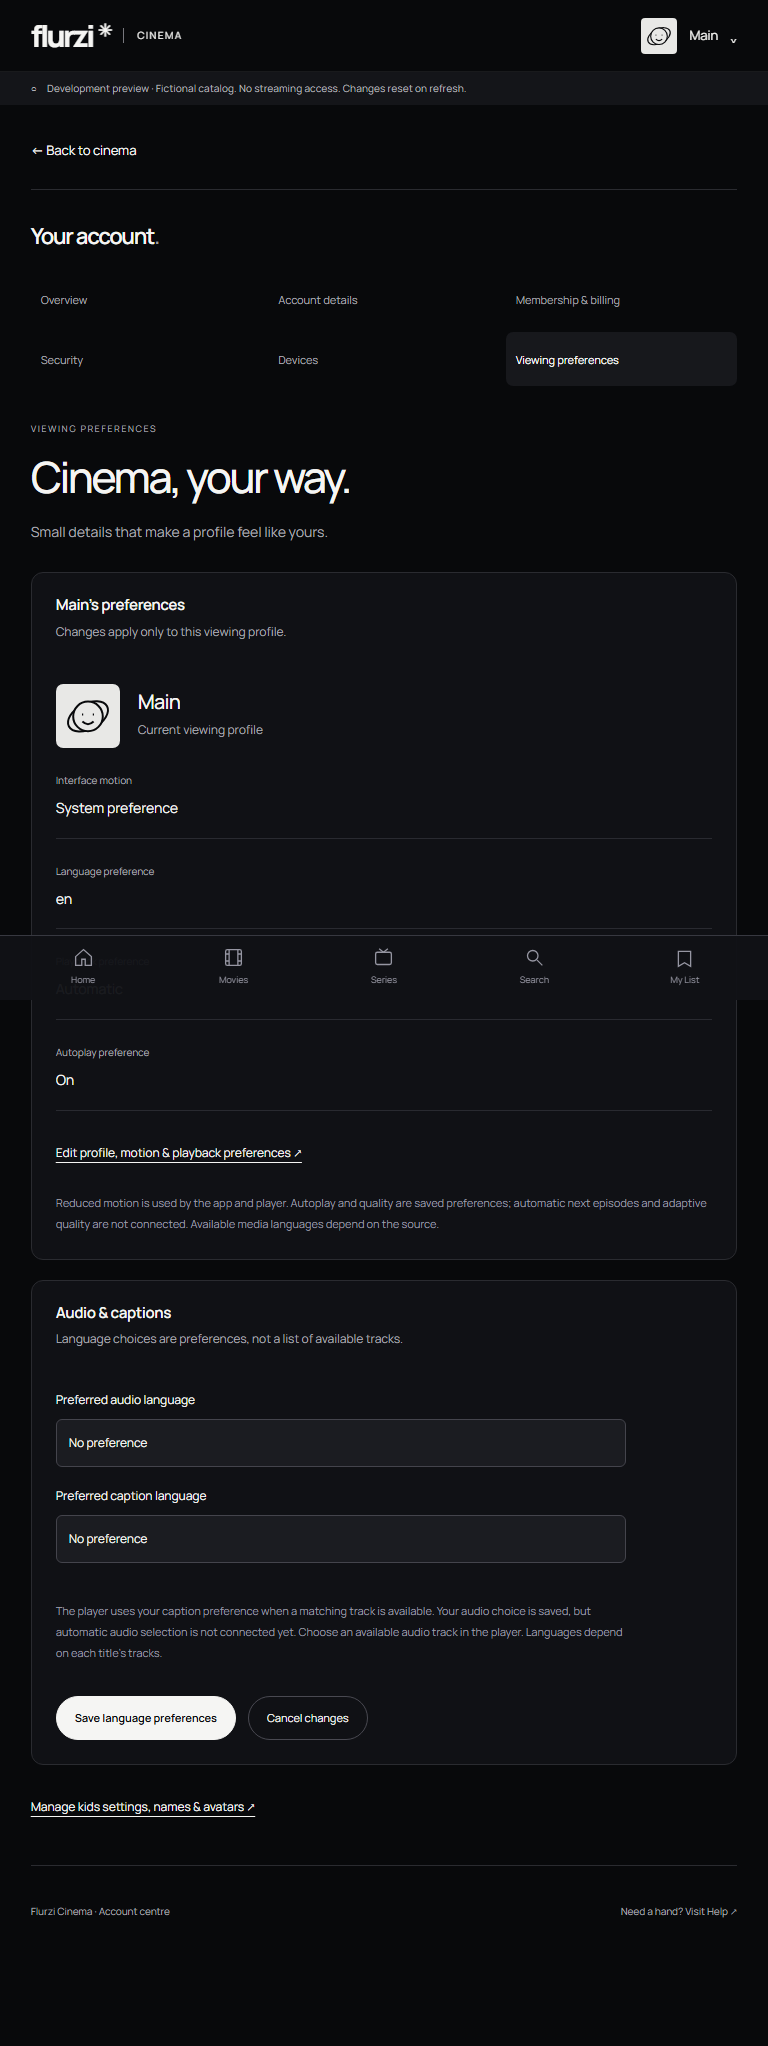 flurzi* CINEMA
Main
Development preview · Fictional catalog. No streaming access. Changes reset on refresh.
← Back to cinema
Your account.
Overview
Account details
Membership & billing
Security
Devices
Viewing preferences
VIEWING PREFERENCES
Cinema, your way.
Small details that make a profile feel like yours.
Main's preferences
Changes apply only to this viewing profile.
Main
Current viewing profile
Interface motion
System preference
Language preference
en
preference
Automatic
Home
Movies
Series
Search
My List
Autoplay preference
On
Edit profile, motion & playback preferences ↗
Reduced motion is used by the app and player. Autoplay and quality are saved preferences; automatic next episodes and adaptive
quality are not connected. Available media languages depend on the source.
Audio & captions
Language choices are preferences, not a list of available tracks.
Preferred audio language
No preference
Preferred caption language
No preference
The player uses your caption preference when a matching track is available. Your audio choice is saved, but
automatic audio selection is not connected yet. Choose an available audio track in the player. Languages depend
on each title's tracks.
Save language preferences
Cancel changes
Manage kids settings, names & avatars ↗
Flurzi Cinema · Account centre
Need a hand? Visit Help ↗